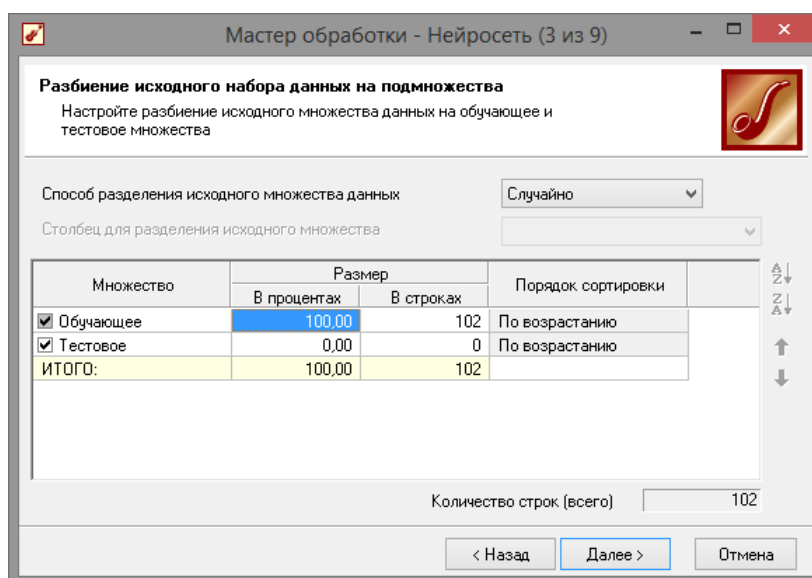 Мастер обработки - Нейросеть (3 из 9)
Разбиение исходного набора данных на подмножества
Настройте разбиение исходного множества данных на обучающее и
тестовое множества
Способ разделения исходного множества данных Случайно
Столбец для разделения исходного множества
Множество Размер Порядок сортировки
В процентах В строках
Обучающее 100,00 102 По возрастанию
Тестовое 0,00 0 По возрастанию
ИТОГО: 100,00 102
Количество строк (всего) 102
< Назад Далее > Отмена